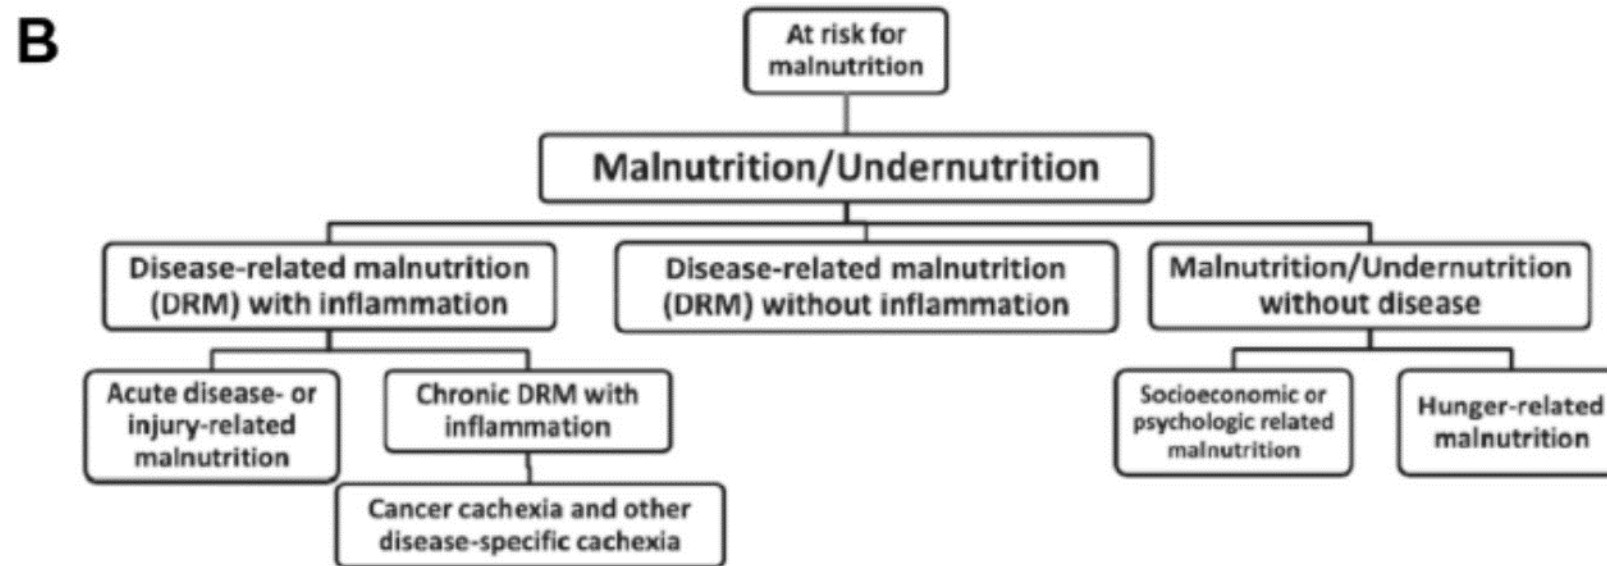 B
At risk for
malnutrition
Malnutrition/Undernutrition
Disease-related malnutrition
(DRM) with inflammation
Disease-related malnutrition
(DRM) without inflammation
Malnutrition/Undernutrition
without disease
Acute disease- or
injury-related
malnutrition
Chronic DRM with
inflammation
Socioeconomic or
psychologic related
malnutrition
Hunger-related
malnutrition
Cancer cachexia and other
disease-specific cachexia